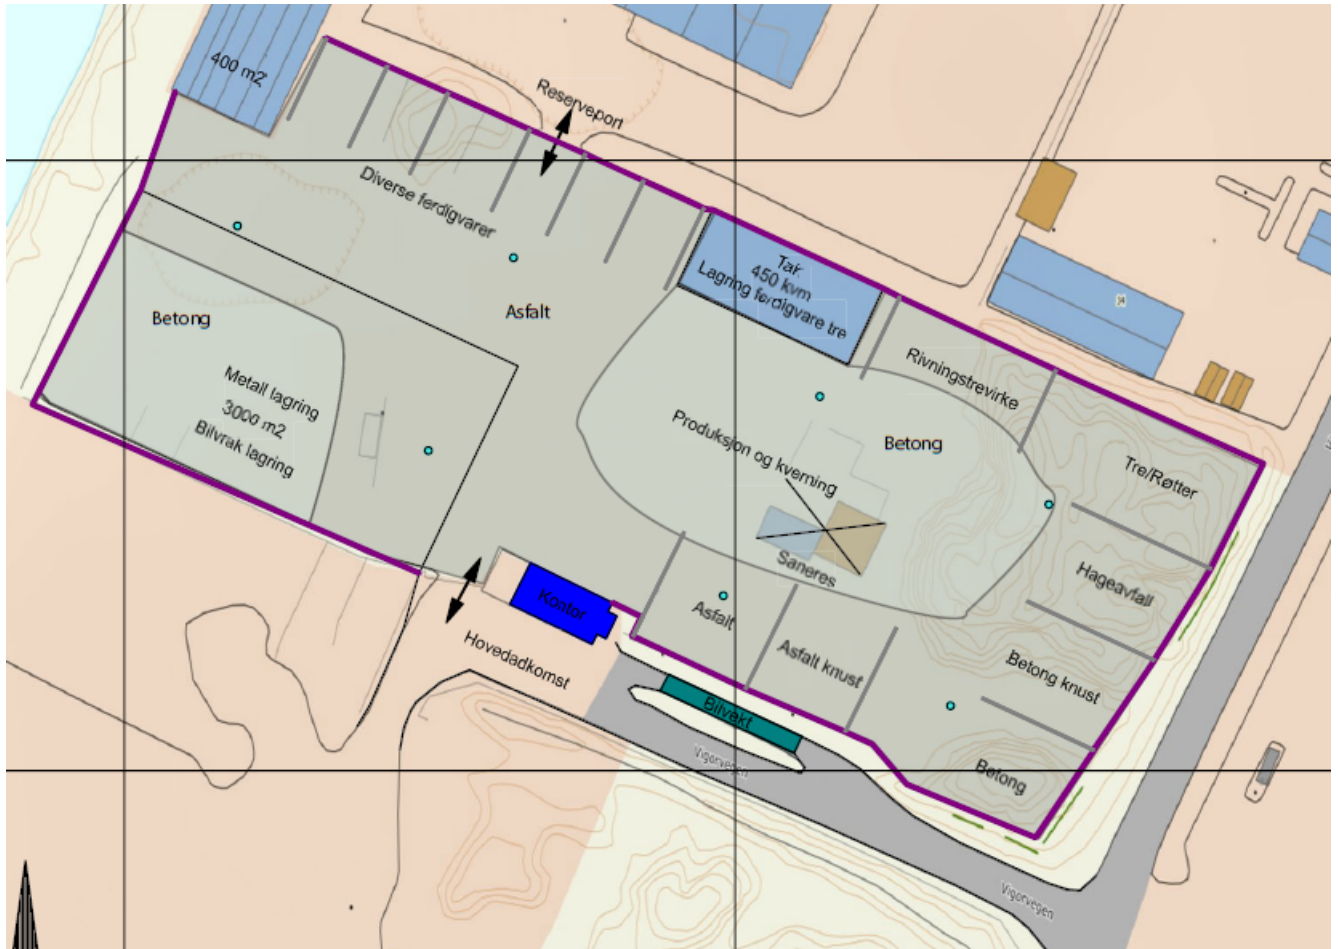 400 m2
Reserveport
Diverse ferdigvarer
Tak
450 kvm
Lagring ferdigvare tre
Asfalt
Betong
Metall lagring
3000 m2
Bilvrak lagring
Rivningstrevirke
Produksjon og kverning
Betong
Tre/Røtter
Saneres
Hageavfall
Kontor
Asfalt
Asfalt knust
Betong knust
Hovedadkomst
Bilvekt
Vigorvegen
Betong
Vigorvegen